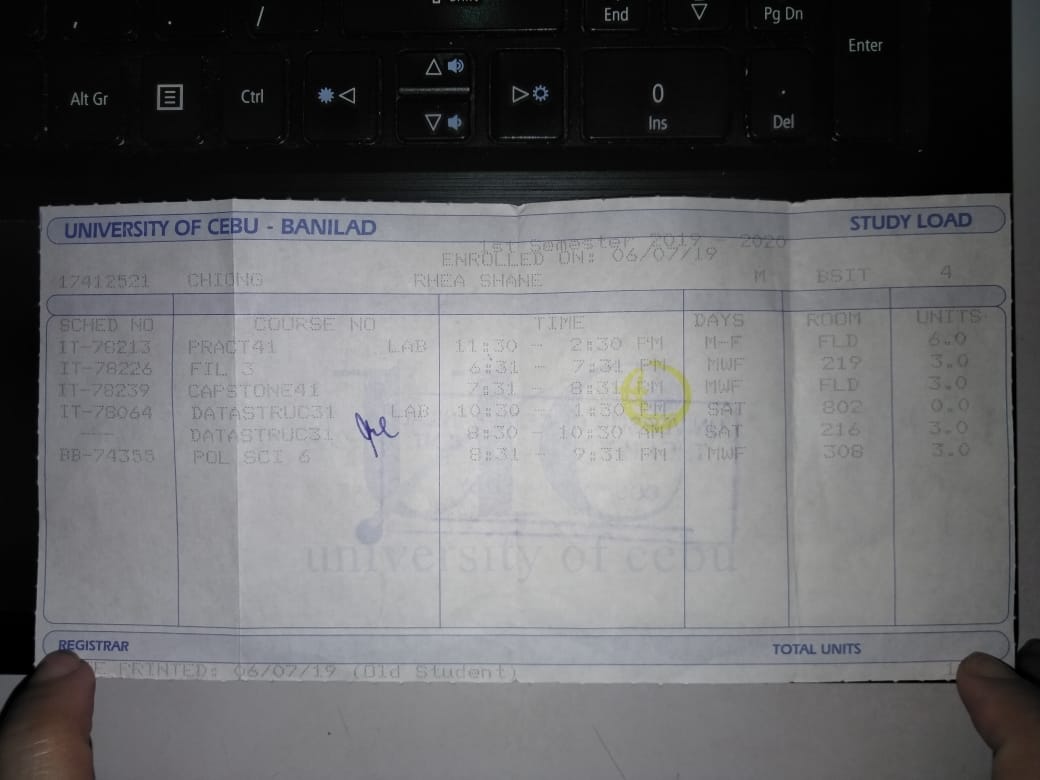 , . / Shift End Pg Dn
Enter
Alt Gr Ctrl 0 Ins . Del
UNIVERSITY OF CEBU - BANILAD STUDY LOAD
1st Semester 2019 - 2020
ENROLLED ON: 06/07/19
17412521 CHIONG RHEA SHANE M BSIT 4
SCHED NO COURSE NO TIME DAYS ROOM UNITS
IT-78213 PRACT41 LAB 11:30 - 2:30 PM M-F FLD 6.0
IT-78226 FIL 3 6:31 - 7:31 PM MWF 219 3.0
IT-78239 CAPSTONE41 7:31 - 8:31 PM MWF FLD 3.0
IT-78064 DATASTRUC31 LAB 10:30 - 1:30 PM SAT 802 0.0
--- DATASTRUC31 8:30 - 10:30 AM SAT 216 3.0
BB-74355 POL SCI 6 8:31 - 9:31 PM MWF 308 3.0
university of cebu
REGISTRAR TOTAL UNITS
PRINTED: 06/07/19 (Old Student)